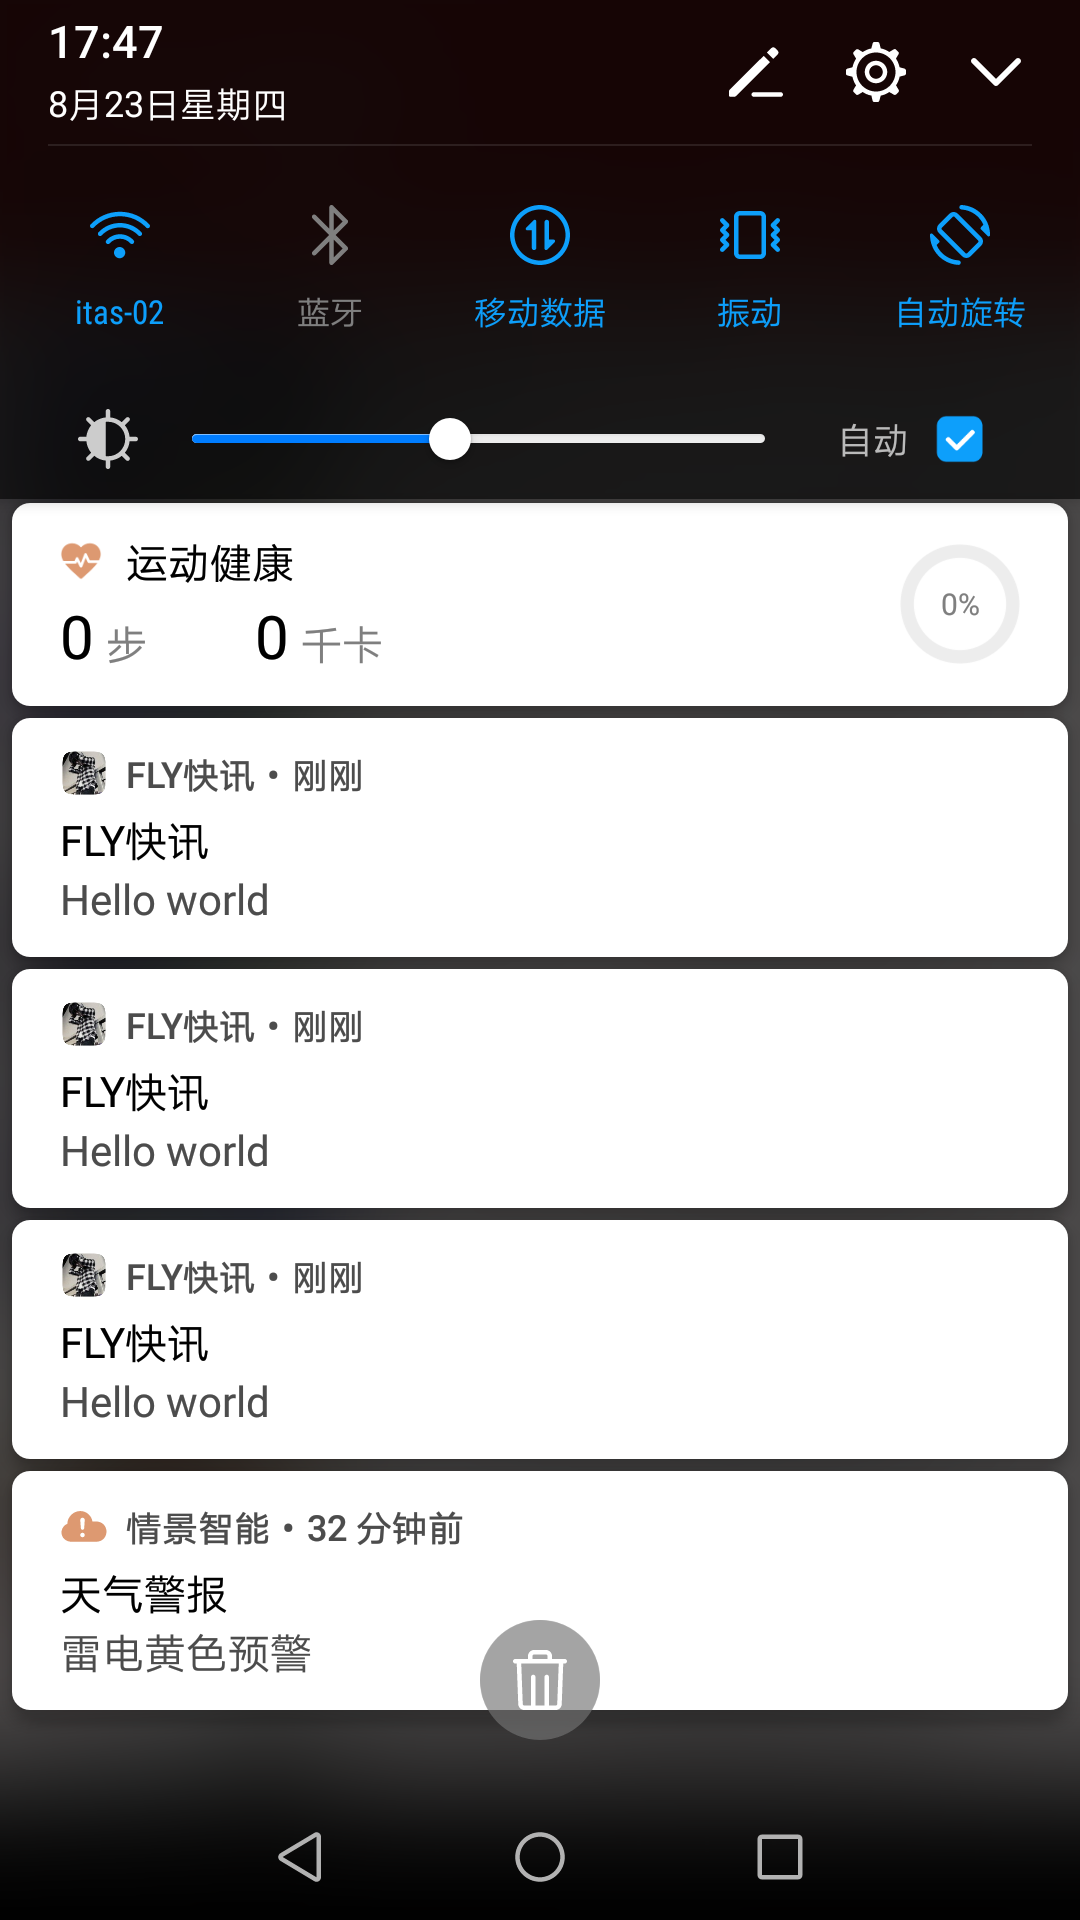 17:47
8月23日星期四
itas-02
蓝牙
移动数据
振动
自动旋转
自动
运动健康
0 步 0 千卡
0%
FLY快讯 • 刚刚
FLY快讯
Hello world
FLY快讯 • 刚刚
FLY快讯
Hello world
FLY快讯 • 刚刚
FLY快讯
Hello world
情景智能 • 32 分钟前
天气警报
雷电黄色预警